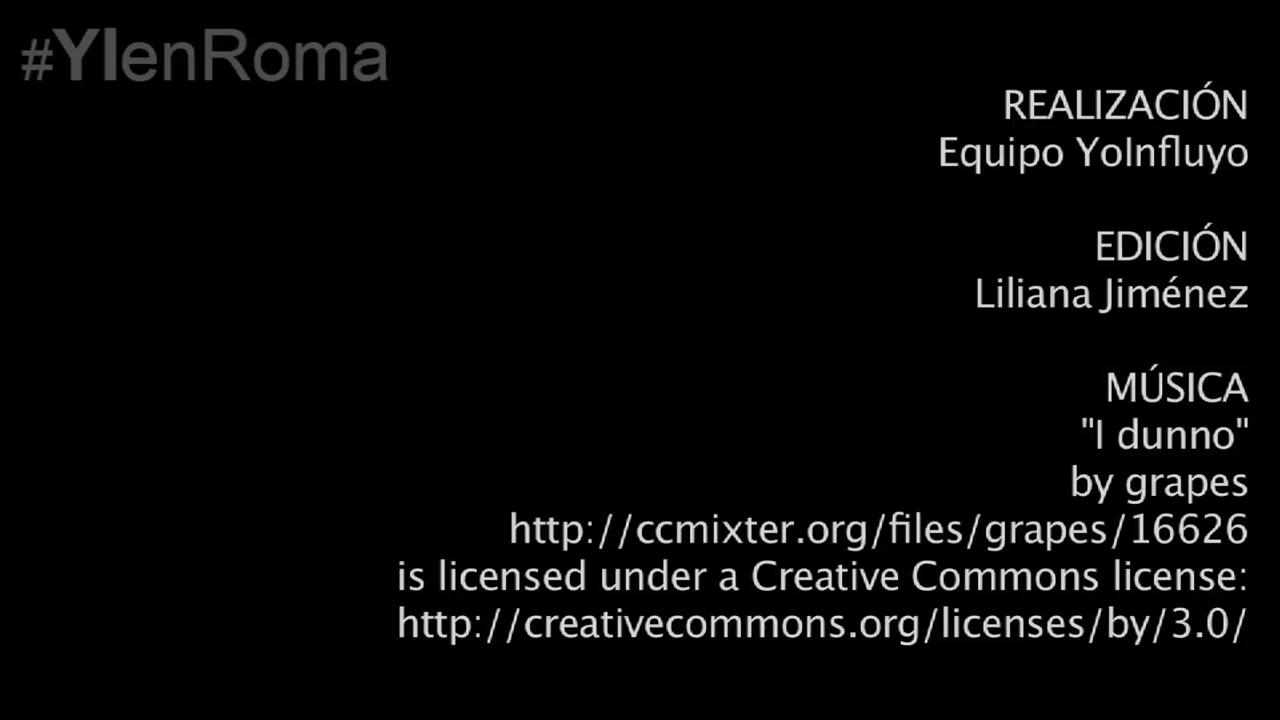 #YIenRoma
REALIZACIÓN
Equipo YoInfluyo
EDICIÓN
Liliana Jiménez
MÚSICA
"I dunno"
by grapes
http://ccmixter.org/files/grapes/16626
is licensed under a Creative Commons license:
http://creativecommons.org/licenses/by/3.0/